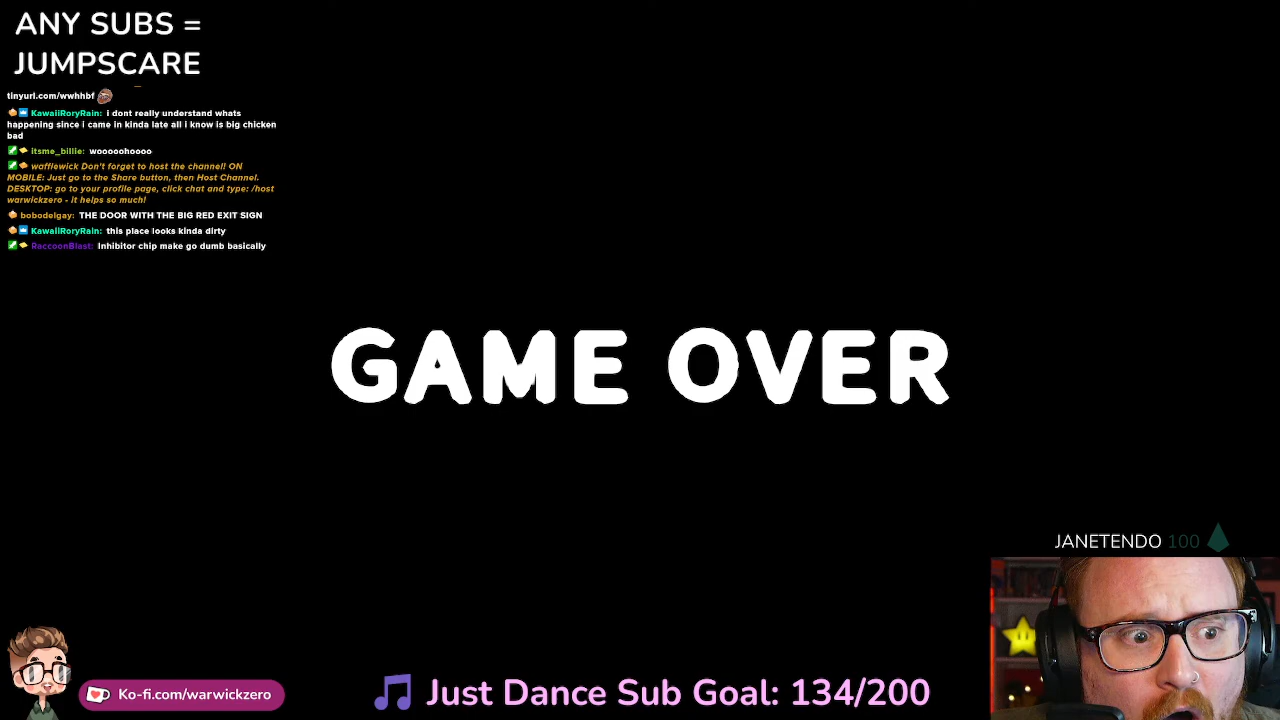 ANY SUBS =
JUMPSCARE
tinyurl.com/wwhhbf
KawaiiRoryRain: i dont really understand whats
happening since i came in kinda late all i know is big chicken
bad
itsme_billie: wooooohoooo
wafflewick Don't forget to host the channel! ON
MOBILE: Just go to the Share button, then Host Channel.
DESKTOP: go to your profile page, click chat and type: /host
warwickzero - it helps so much!
bobodelgay: THE DOOR WITH THE BIG RED EXIT SIGN
KawaiiRoryRain: this place looks kinda dirty
RaccoonBlast: Inhibitor chip make go dumb basically
GAME OVER
JANETENDO 100
Ko-fi.com/warwickzero
Just Dance Sub Goal: 134/200